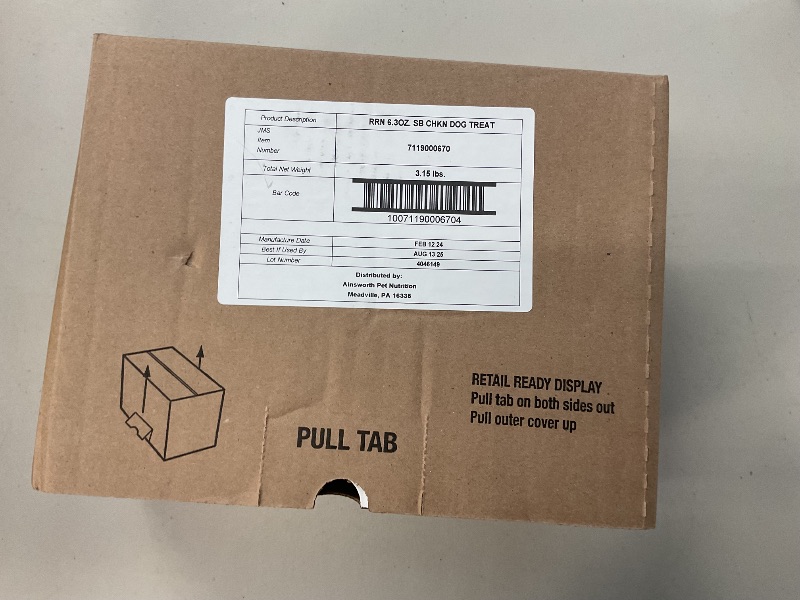 Product Description
RRN 6.3OZ. SB CHKN DOG TREAT
JMS
Item
Number
7119000670
Total Net Weight
3.15 lbs.
Bar Code
10071190006704
Manufacture Date
FEB 12 24
Best If Used By
AUG 13 25
Lot Number
4046149
Distributed by:
Ainsworth Pet Nutrition
Meadville, PA 16335
RETAIL READY DISPLAY
Pull tab on both sides out
Pull outer cover up
PULL TAB